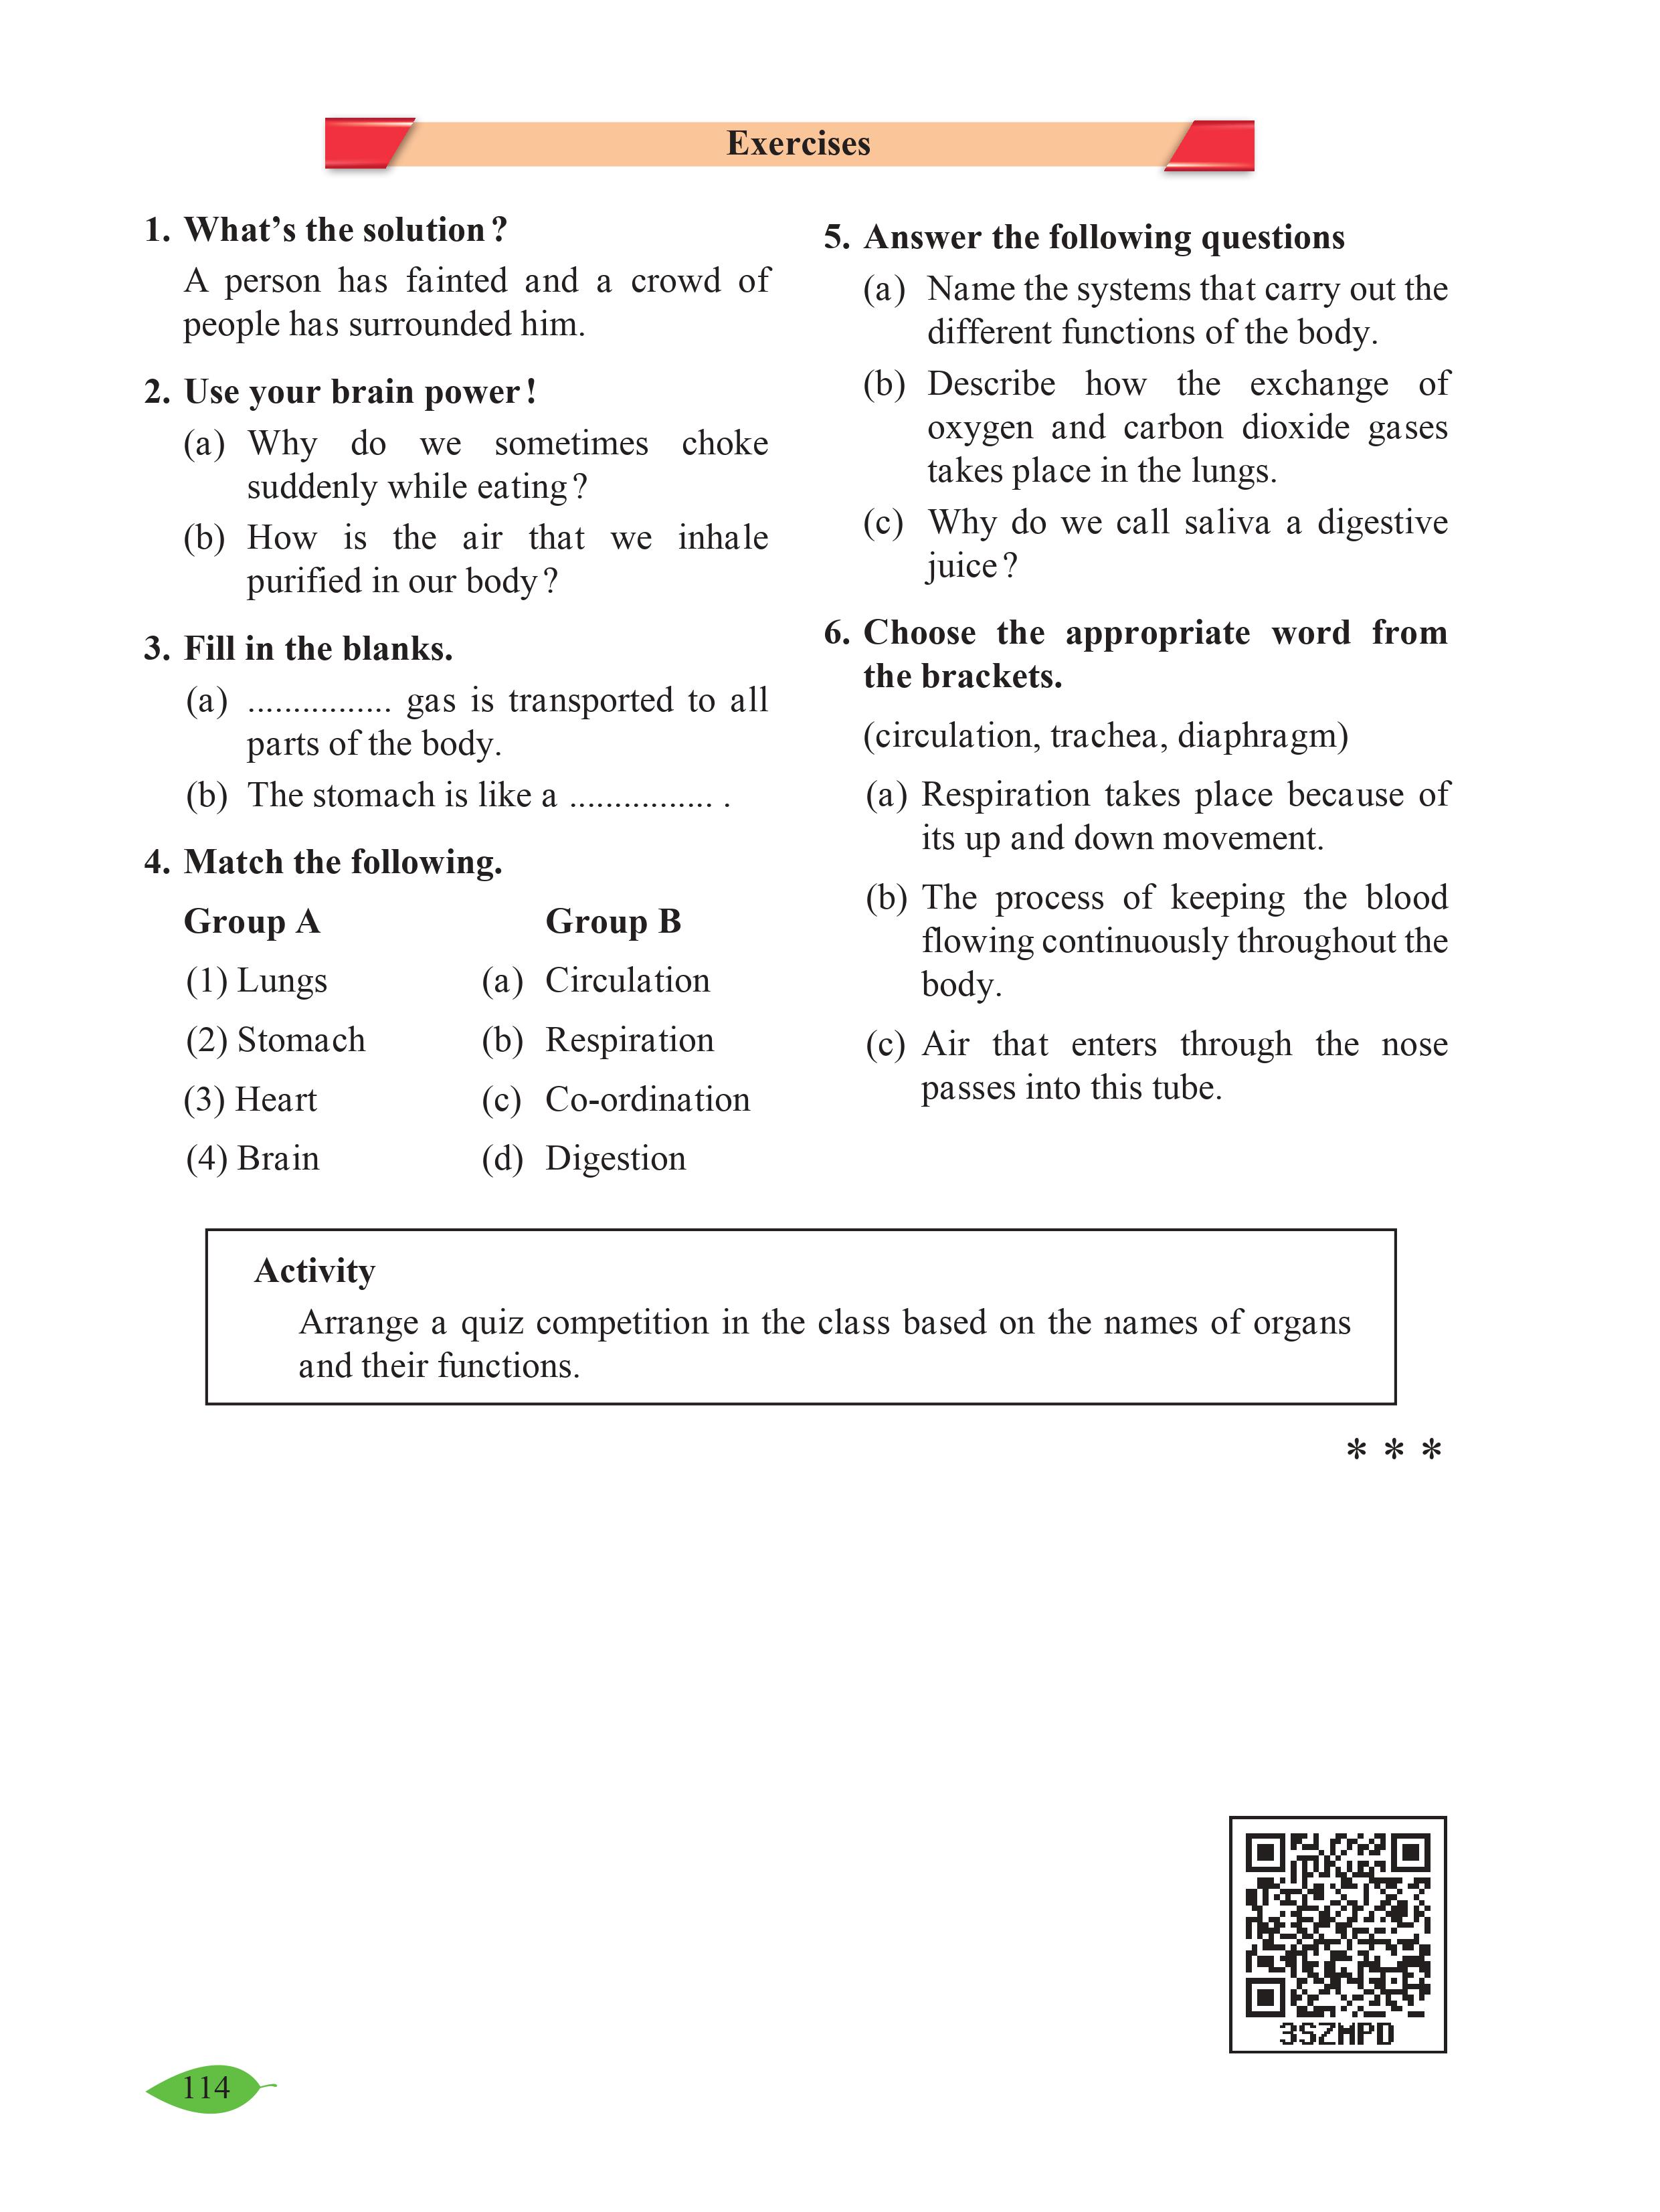 Exercises
1. What’s the solution ?
A person has fainted and a crowd of
people has surrounded him.
2. Use your brain power !
(a) Why do we sometimes choke
suddenly while eating ?
(b) How is the air that we inhale
purified in our body ?
3. Fill in the blanks.
(a) ................ gas is transported to all
parts of the body.
(b) The stomach is like a ................ .
4. Match the following.
Group A Group B
(1) Lungs (a) Circulation
(2) Stomach (b) Respiration
(3) Heart (c) Co-ordination
(4) Brain (d) Digestion
5. Answer the following questions
(a) Name the systems that carry out the
different functions of the body.
(b) Describe how the exchange of
oxygen and carbon dioxide gases
takes place in the lungs.
(c) Why do we call saliva a digestive
juice ?
6. Choose the appropriate word from
the brackets.
(circulation, trachea, diaphragm)
(a) Respiration takes place because of
its up and down movement.
(b) The process of keeping the blood
flowing continuously throughout the
body.
(c) Air that enters through the nose
passes into this tube.
Activity
Arrange a quiz competition in the class based on the names of organs
and their functions.
* * *
3SZMPD
114